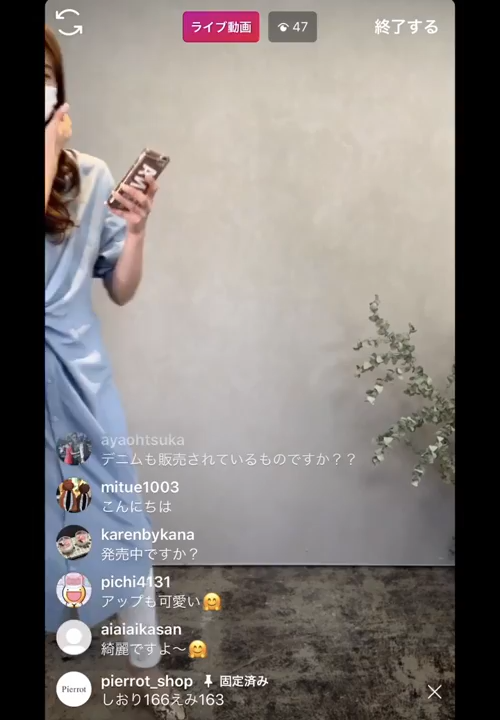 ライブ動画
47
終了する
ayaohtsuka
デニムも販売されているものですか？？
mitue1003
こんにちは
karenbykana
発売中ですか？
pichi4131
アップも可愛い🤗
aiaiaikasan
綺麗ですよ〜🤗
Pierrot
pierrot_shop 固定済み
しおり166えみ163